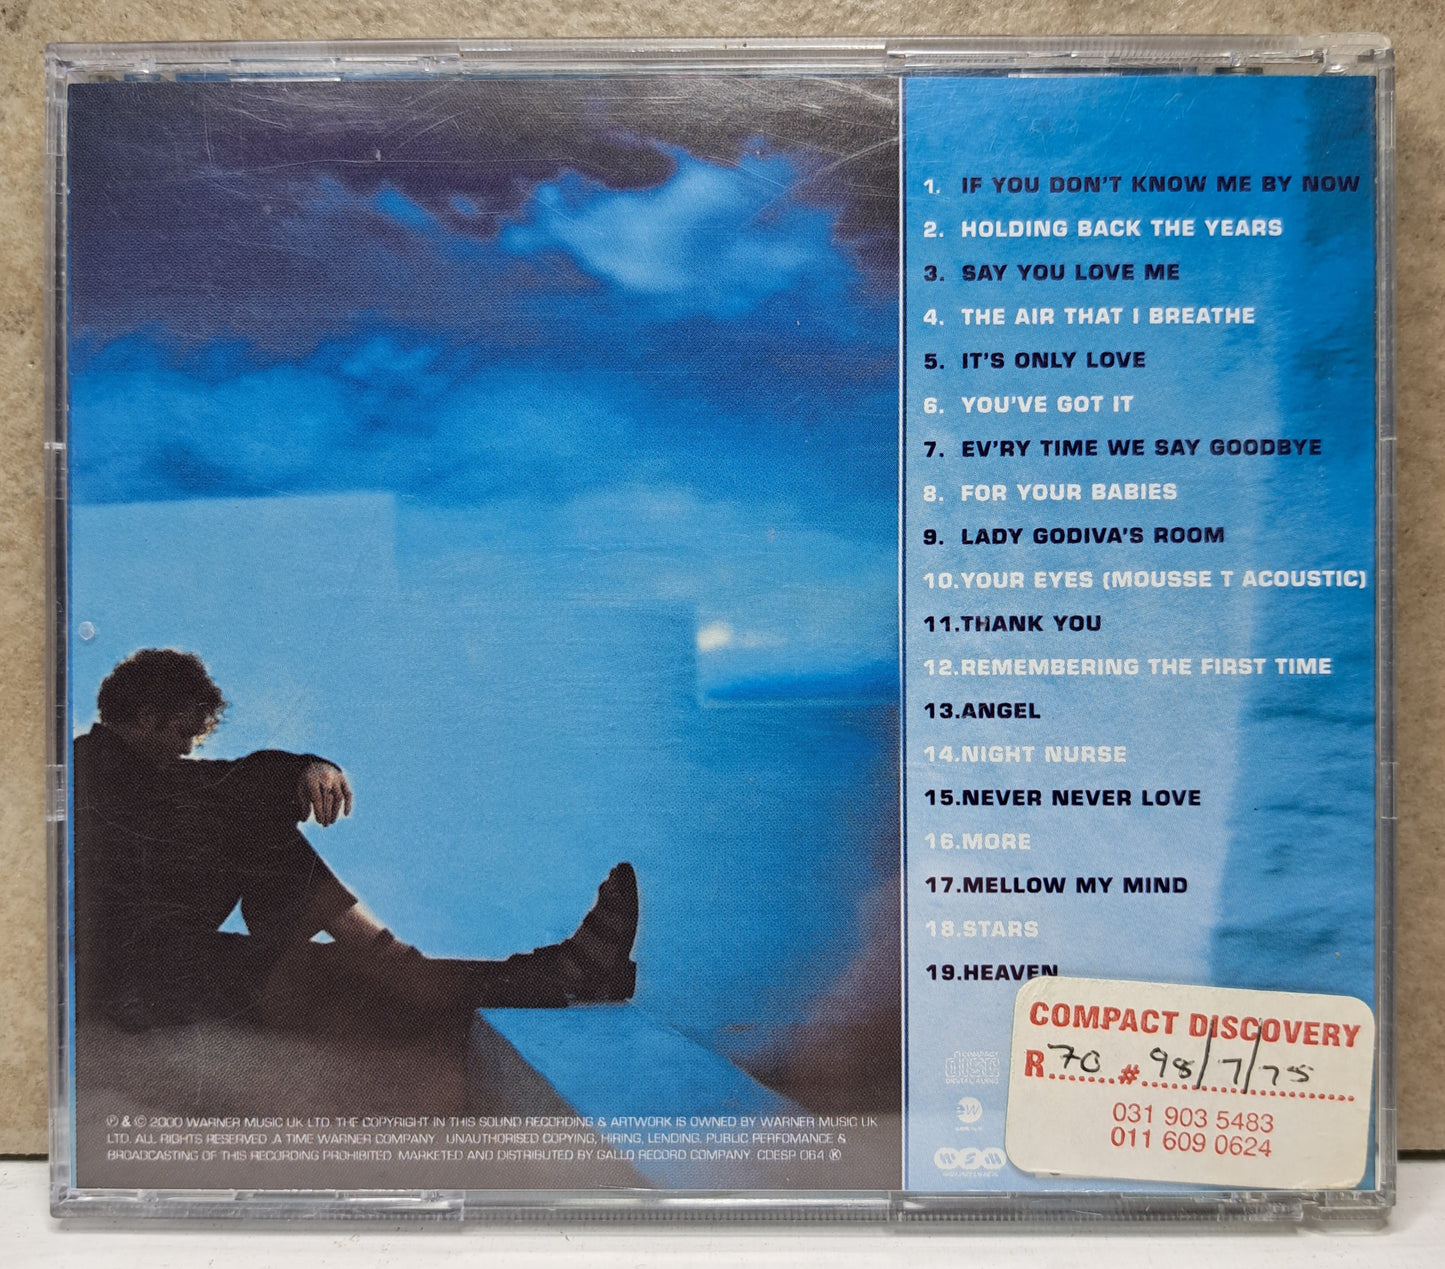 1. IF YOU DON'T KNOW ME BY NOW
2. HOLDING BACK THE YEARS
3. SAY YOU LOVE ME
4. THE AIR THAT I BREATHE
5. IT'S ONLY LOVE
6. YOU'VE GOT IT
7. EV'RY TIME WE SAY GOODBYE
8. FOR YOUR BABIES
9. LADY GODIVA'S ROOM
10.YOUR EYES (MOUSSE T ACOUSTIC)
11.THANK YOU
12.REMEMBERING THE FIRST TIME
13.ANGEL
14.NIGHT NURSE
15.NEVER NEVER LOVE
16.MORE
17.MELLOW MY MIND
18.STARS
19.HEAVEN
COMPACT DISCOVERY
R 70 # 98/7/75
031 903 5483
011 609 0624
COMPACT
disc
DIGITAL AUDIO
ew
wsm
℗ & © 2000 WARNER MUSIC UK LTD. THE COPYRIGHT IN THIS SOUND RECORDING & ARTWORK IS OWNED BY WARNER MUSIC UK
LTD. ALL RIGHTS RESERVED .A TIME WARNER COMPANY. UNAUTHORISED COPYING, HIRING, LENDING, PUBLIC PERFOMANCE &
BROADCASTING OF THIS RECORDING PROHIBITED. MARKETED AND DISTRIBUTED BY GALLO RECORD COMPANY. CDESP 064 Ⓚ